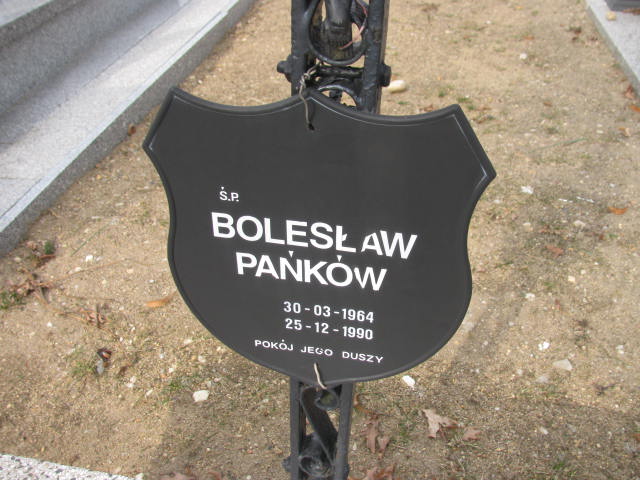 Ś.P.
BOLESŁAW
PAŃKÓW
30-03-1964
25-12-1990
POKÓJ JEGO DUSZY